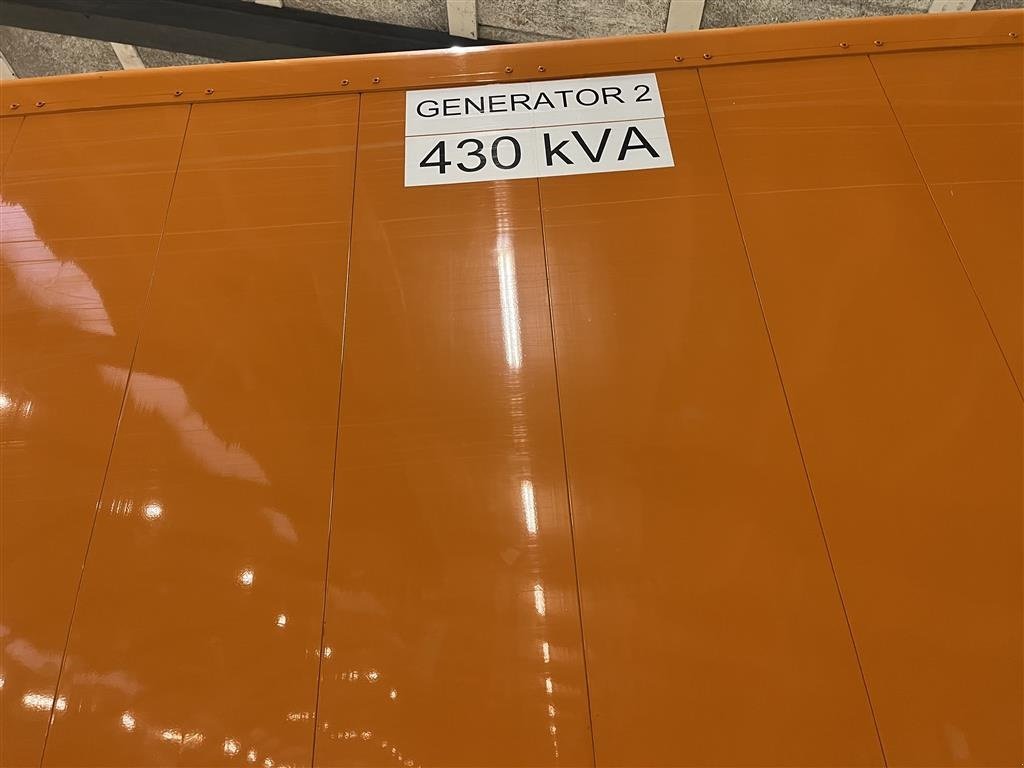 GENERATOR 2
430 kVA